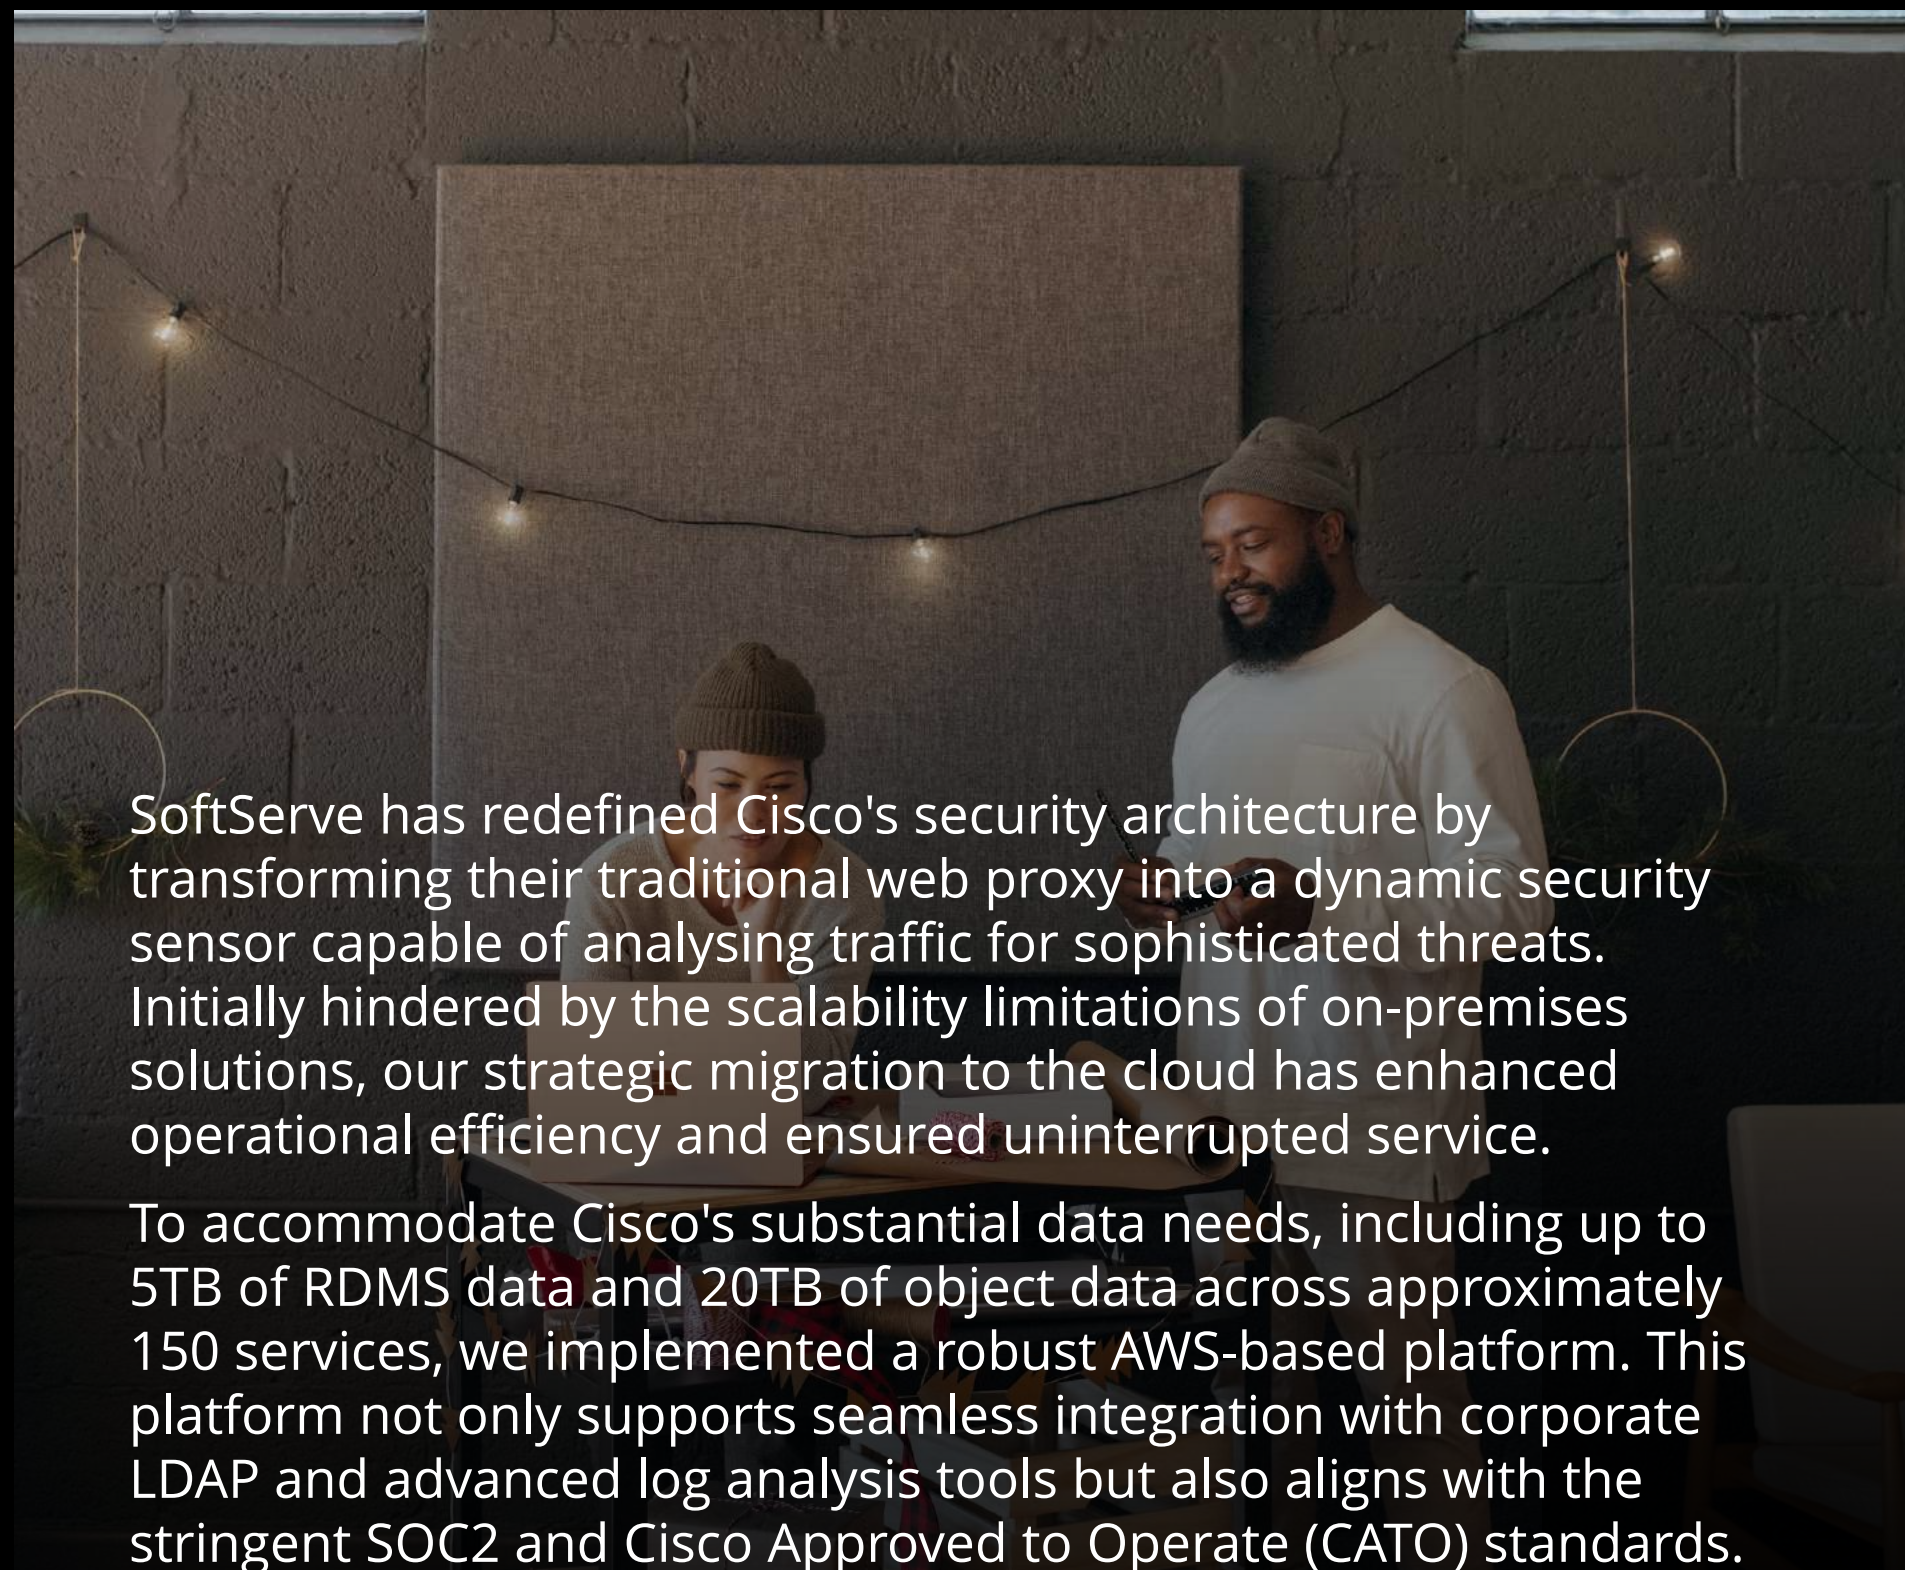 SoftServe has redefined Cisco's security architecture by
transforming their traditional web proxy into a dynamic security
sensor capable of analysing traffic for sophisticated threats.
Initially hindered by the scalability limitations of on-premises
solutions, our strategic migration to the cloud has enhanced
operational efficiency and ensured uninterrupted service.
To accommodate Cisco's substantial data needs, including up to
5TB of RDMS data and 20TB of object data across approximately
150 services, we implemented a robust AWS-based platform. This
platform not only supports seamless integration with corporate
LDAP and advanced log analysis tools but also aligns with the
stringent SOC2 and Cisco Approved to Operate (CATO) standards.